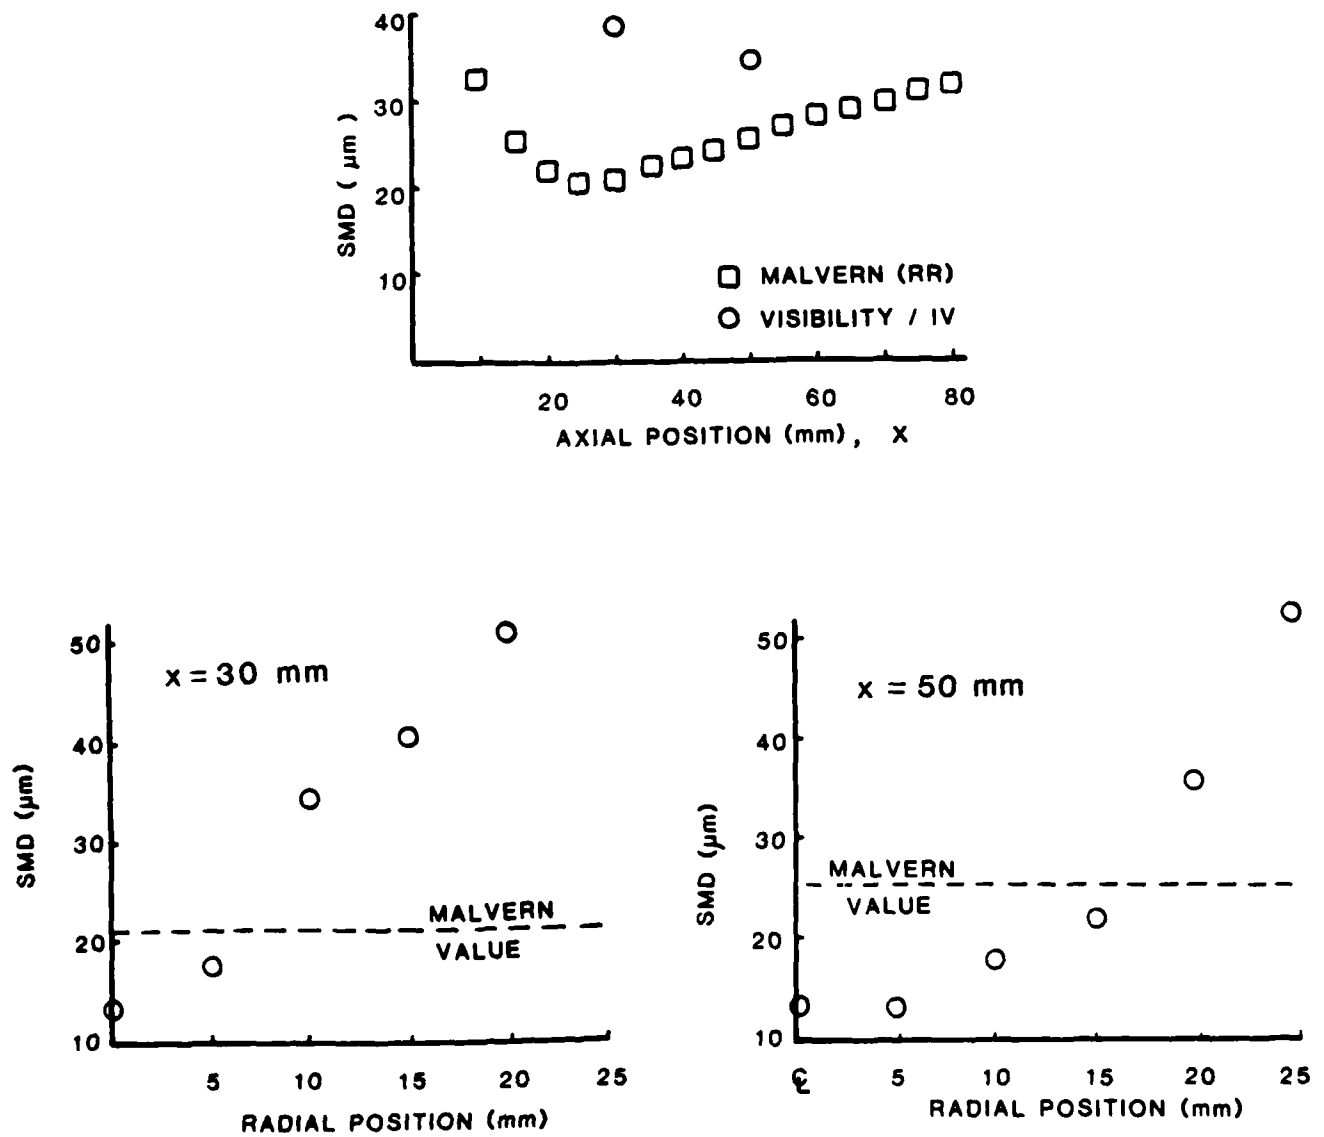 40
30
20
10
SMD ( µm )
MALVERN (RR)
VISIBILITY / IV
20 40 60 80
AXIAL POSITION (mm), X
50
40
30
20
10
SMD (µm)
x = 30 mm
MALVERN
VALUE
5 10 15 20 25
RADIAL POSITION (mm)
50
40
30
20
10
SMD (µm)
x = 50 mm
MALVERN
VALUE
℄ 5 10 15 20 25
RADIAL POSITION (mm)